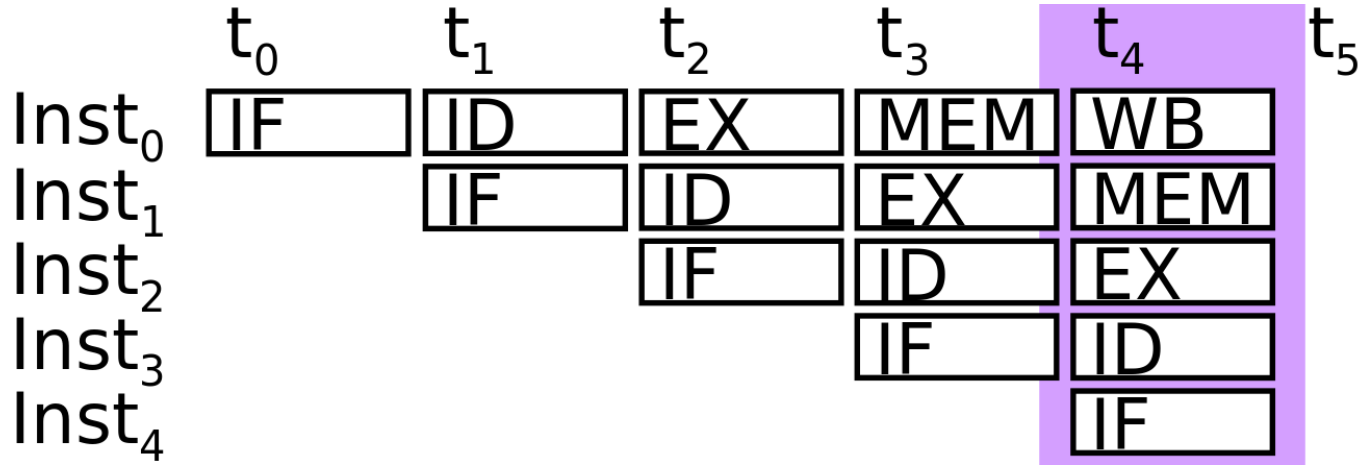 t₀ t₁ t₂ t₃ t₄ t₅
Inst₀ IF ID EX MEM WB
Inst₁ IF ID EX MEM
Inst₂ IF ID EX
Inst₃ IF ID
Inst₄ IF